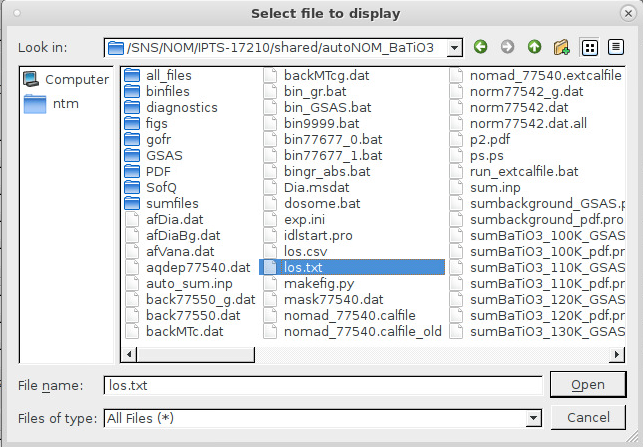 Select file to display
Look in: /SNS/NOM/IPTS-17210/shared/autoNOM_BaTiO3
Computer
ntm
all_files
binfiles
diagnostics
figs
gofr
GSAS
PDF
SofQ
sumfiles
afDia.dat
afDiaBg.dat
afVana.dat
aqdep77540.dat
auto_sum.inp
back77550_g.dat
back77550.dat
backMTc.dat
backMTcg.dat
bin_gr.bat
bin_GSAS.bat
bin9999.bat
bin77677_0.bat
bin77677_1.bat
bingr_abs.bat
Dia.msdat
dosome.bat
exp.ini
idlstart.pro
los.csv
los.txt
makefig.py
mask77540.dat
nomad_77540.calfile
nomad_77540.calfile_old
nomad_77540.extcalfile
norm77542_g.dat
norm77542.dat
norm77542.dat.all
p2.pdf
ps.ps
run_extcalfile.bat
sum.inp
sumbackground_GSAS.p
sumbackground_pdf.pro
sumBaTiO3_100K_GSAS
sumBaTiO3_100K_pdf.pr
sumBaTiO3_110K_GSAS
sumBaTiO3_110K_pdf.pr
sumBaTiO3_120K_GSAS
sumBaTiO3_120K_pdf.pr
sumBaTiO3_130K_GSAS
File name: los.txt
Open
Files of type: All Files (*)
Cancel